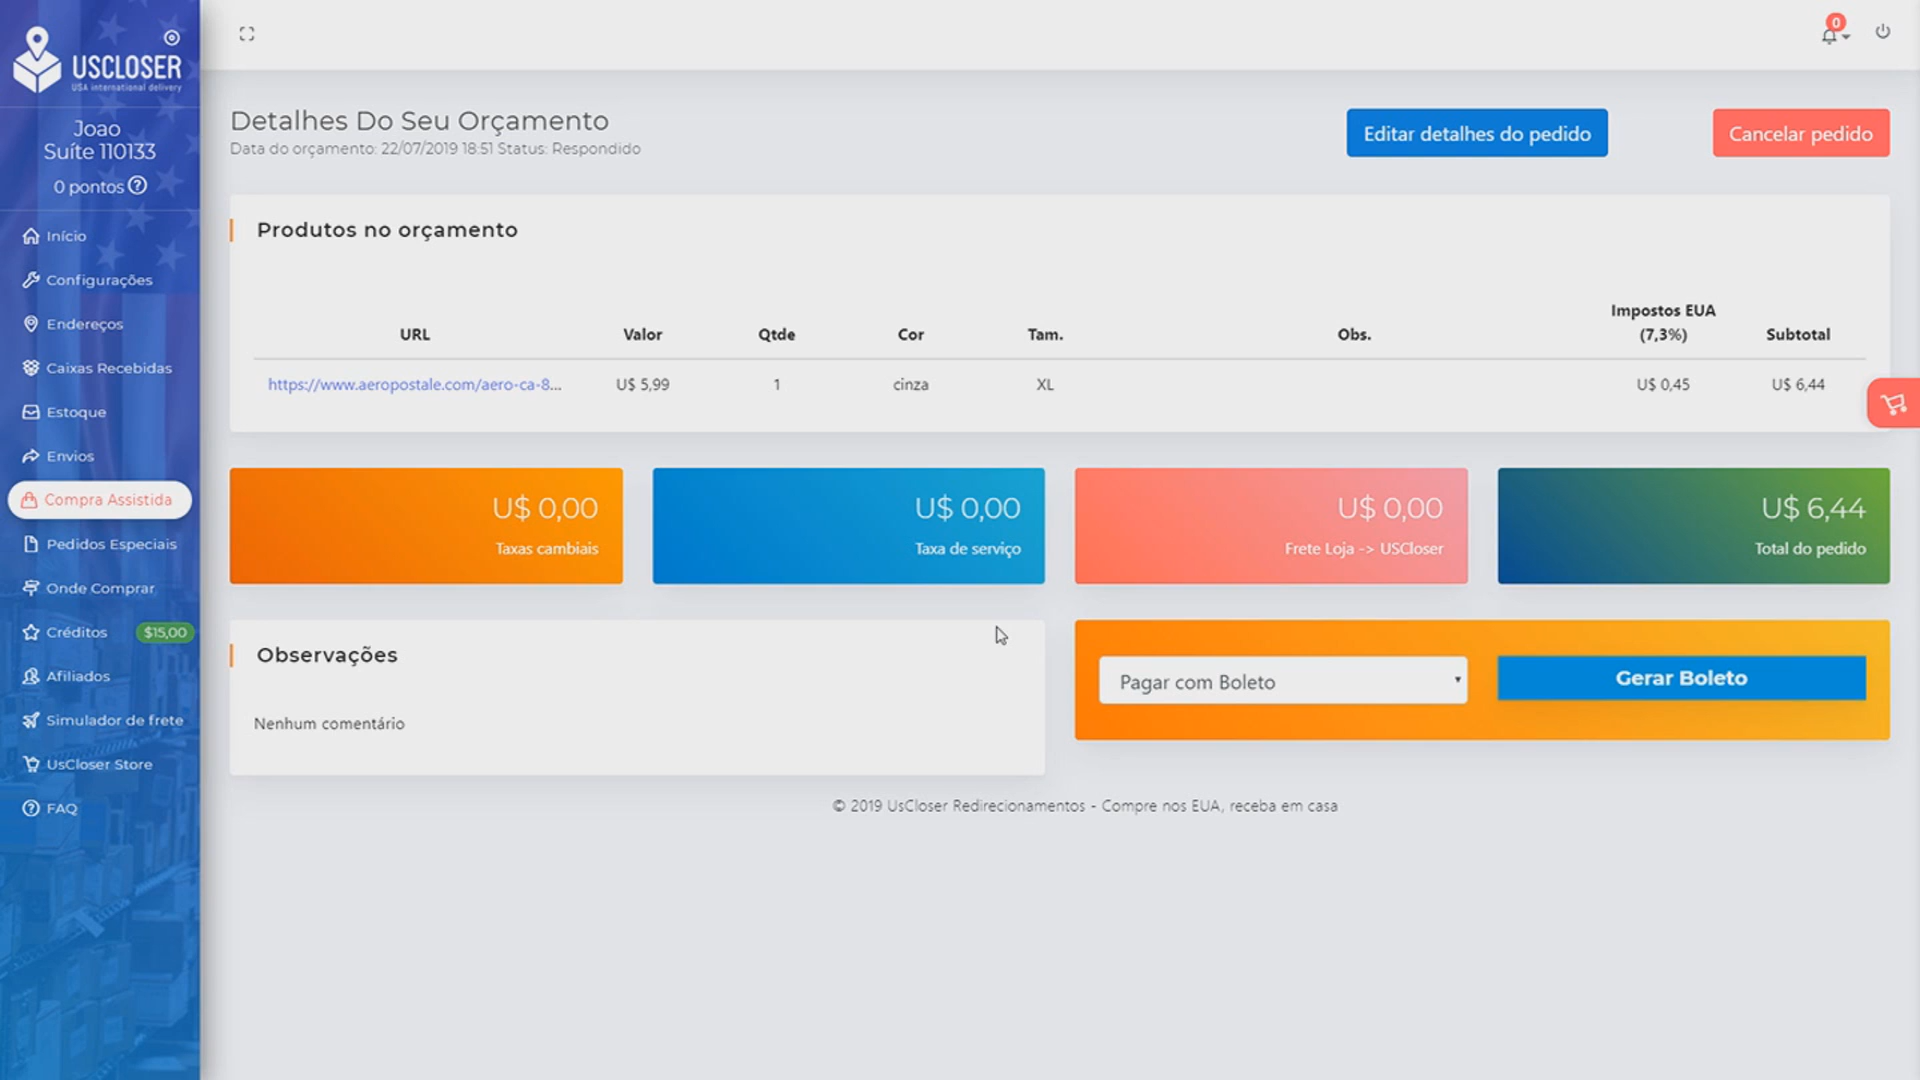 USCLOSER
USA international delivery
Joao
Suíte 110133
0 pontos
Início
Configurações
Endereços
Caixas Recebidas
Estoque
Envios
Compra Assistida
Pedidos Especiais
Onde Comprar
Créditos $15,00
Afiliados
Simulador de frete
UsCloser Store
FAQ
0
Detalhes Do Seu Orçamento
Data do orçamento: 22/07/2019 18:51 Status: Respondido
Editar detalhes do pedido
Cancelar pedido
Produtos no orçamento
URL Valor Qtde Cor Tam. Obs. Impostos EUA (7,3%) Subtotal
https://www.aeropostale.com/aero-ca-8... U$ 5,99 1 cinza XL U$ 0,45 U$ 6,44
U$ 0,00
Taxas cambiais
U$ 0,00
Taxa de serviço
U$ 0,00
Frete Loja -> USCloser
U$ 6,44
Total do pedido
Observações
Nenhum comentário
Pagar com Boleto
Gerar Boleto
© 2019 UsCloser Redirecionamentos - Compre nos EUA, receba em casa